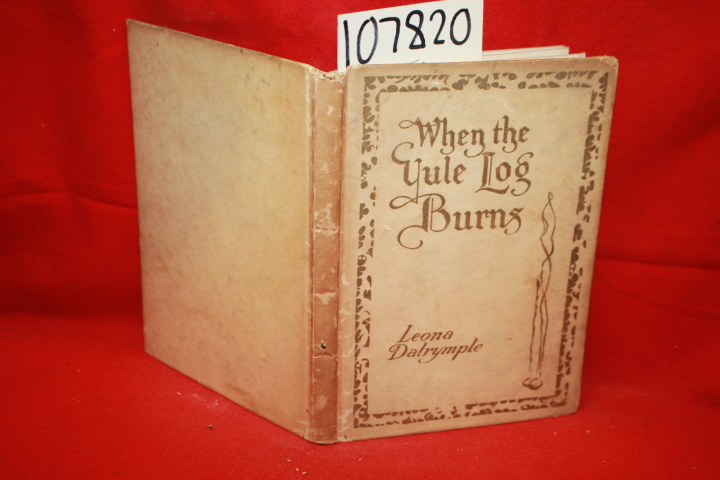 107820
When the
Yule Log
Burns
Leona
Dalrymple